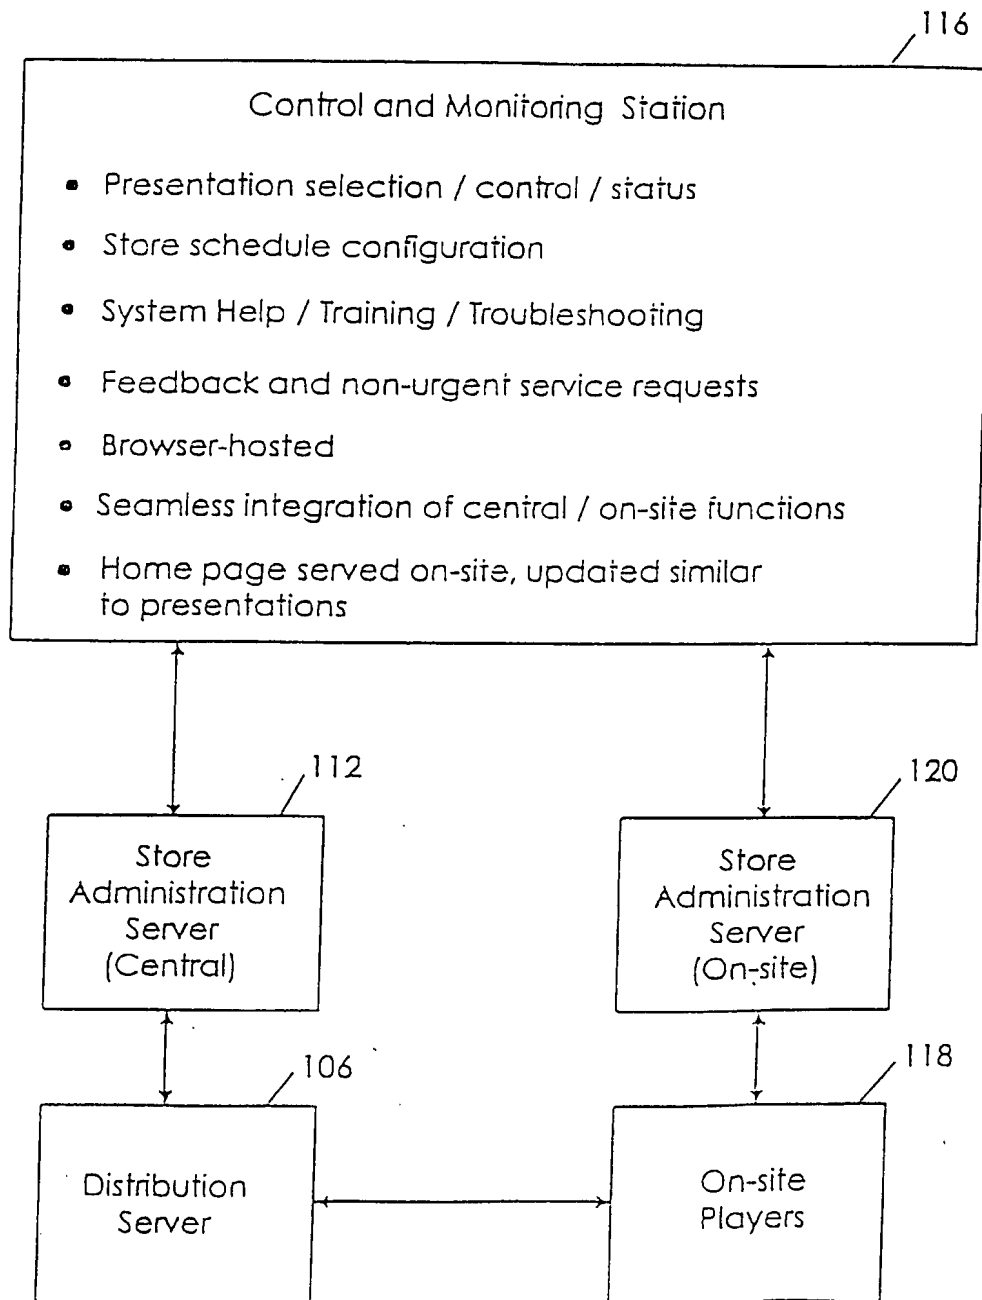 116
Control and Monitoring Station
• Presentation selection / control / status
• Store schedule configuration
• System Help / Training / Troubleshooting
• Feedback and non-urgent service requests
• Browser-hosted
• Seamless integration of central / on-site functions
• Home page served on-site, updated similar
to presentations
112
Store
Administration
Server
(Central)
120
Store
Administration
Server
(On-site)
106
Distribution
Server
118
On-site
Players